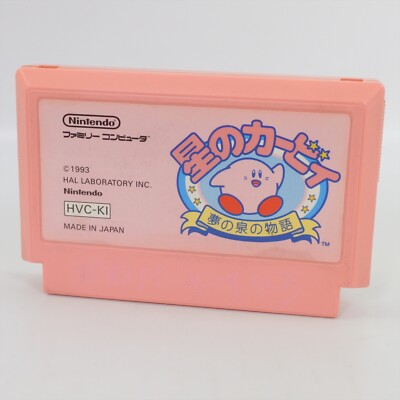 Nintendo
ファミリー コンピュータ
©1993
HAL LABORATORY INC.
Nintendo
HVC-KI
MADE IN JAPAN
星のカービィ
夢の泉の物語
TM